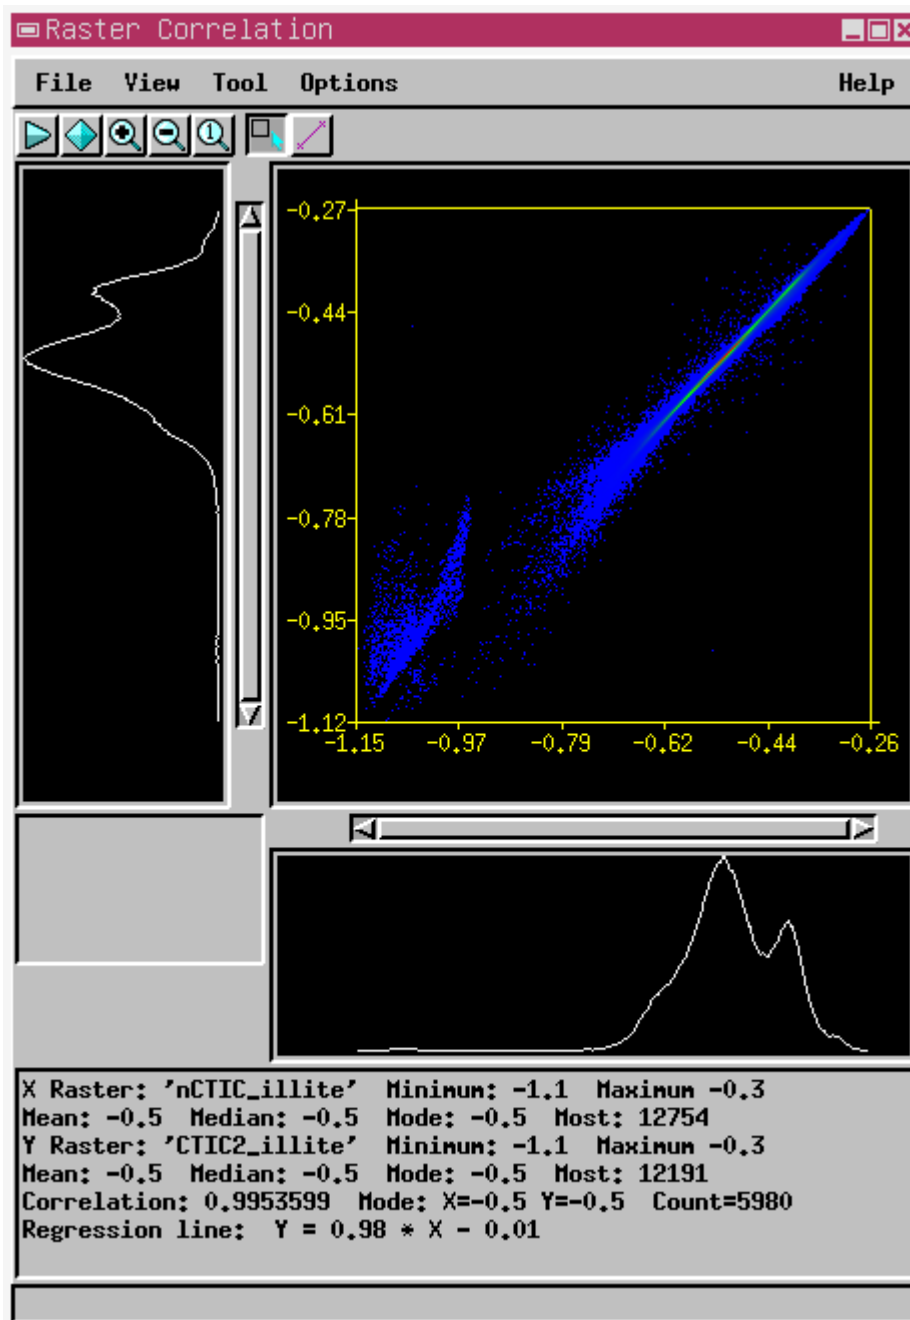 Raster Correlation
File View Tool Options Help
1
-0.27
-0.44
-0.61
-0.78
-0.95
-1.12
-1.15 -0.97 -0.79 -0.62 -0.44 -0.26
X Raster: 'nCTIC_illite' Minimum: -1.1 Maximum -0.3
Mean: -0.5 Median: -0.5 Mode: -0.5 Most: 12754
Y Raster: 'CTIC2_illite' Minimum: -1.1 Maximum -0.3
Mean: -0.5 Median: -0.5 Mode: -0.5 Most: 12191
Correlation: 0.9953599 Mode: X=-0.5 Y=-0.5 Count=5980
Regression line: Y = 0.98 * X - 0.01